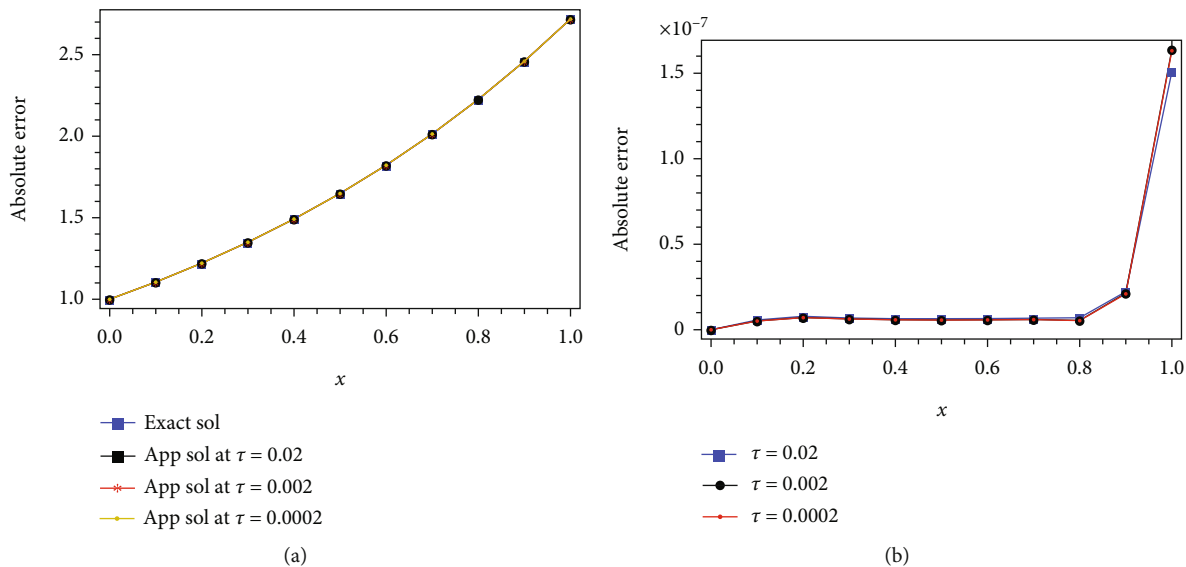 Absolute error
2.5
2.0
1.5
1.0
0.0 0.2 0.4 0.6 0.8 1.0
x
Exact sol
App sol at τ = 0.02
App sol at τ = 0.002
App sol at τ = 0.0002
(a)
×10⁻⁷
Absolute error
1.5
1.0
0.5
0
0.0 0.2 0.4 0.6 0.8 1.0
x
τ = 0.02
τ = 0.002
τ = 0.0002
(b)